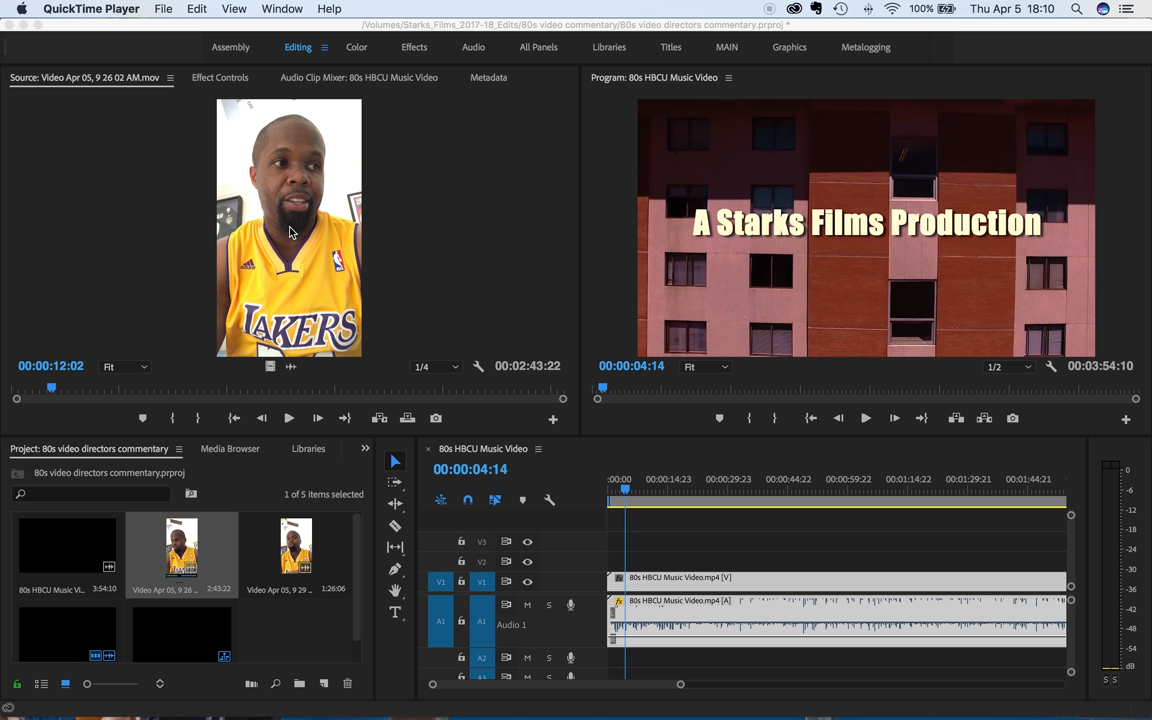 QuickTime Player File Edit View Window Help 100% Thu Apr 5 18:10
/Volumes/Starks_Films_2017-18_Edits/80s video commentary/80s video directors commentary.prproj *
Assembly Editing Color Effects Audio All Panels Libraries Titles MAIN Graphics Metalogging
Source: Video Apr 05, 9 26 02 AM.mov Effect Controls Audio Clip Mixer: 80s HBCU Music Video Metadata
Program: 80s HBCU Music Video
A Starks Films Production
adidas
NBA
LAKERS
00:00:12:02 Fit 1/4 00:02:43:22
00:00:04:14 Fit 1/2 00:03:54:10
Project: 80s video directors commentary Media Browser Libraries
80s video directors commentary.prproj
1 of 5 items selected
80s HBCU Music Vi... 3:54:10
Video Apr 05, 9 26 ... 2:43:22
Video Apr 05, 9 29 ... 1:26:06
× 80s HBCU Music Video
00:00:04:14
:00:00 00:00:14:23 00:00:29:23 00:00:44:22 00:00:59:22 00:01:14:22 00:01:29:21 00:01:44:21
V3
V2
V1 V1 fx 80s HBCU Music Video.mp4 [V]
A1 A1 M S fx 80s HBCU Music Video.mp4 [A]
Audio 1
A2 M S
A3 M S
T
0
-6
-12
-18
-24
-30
-36
-42
-48
-54
dB
S S